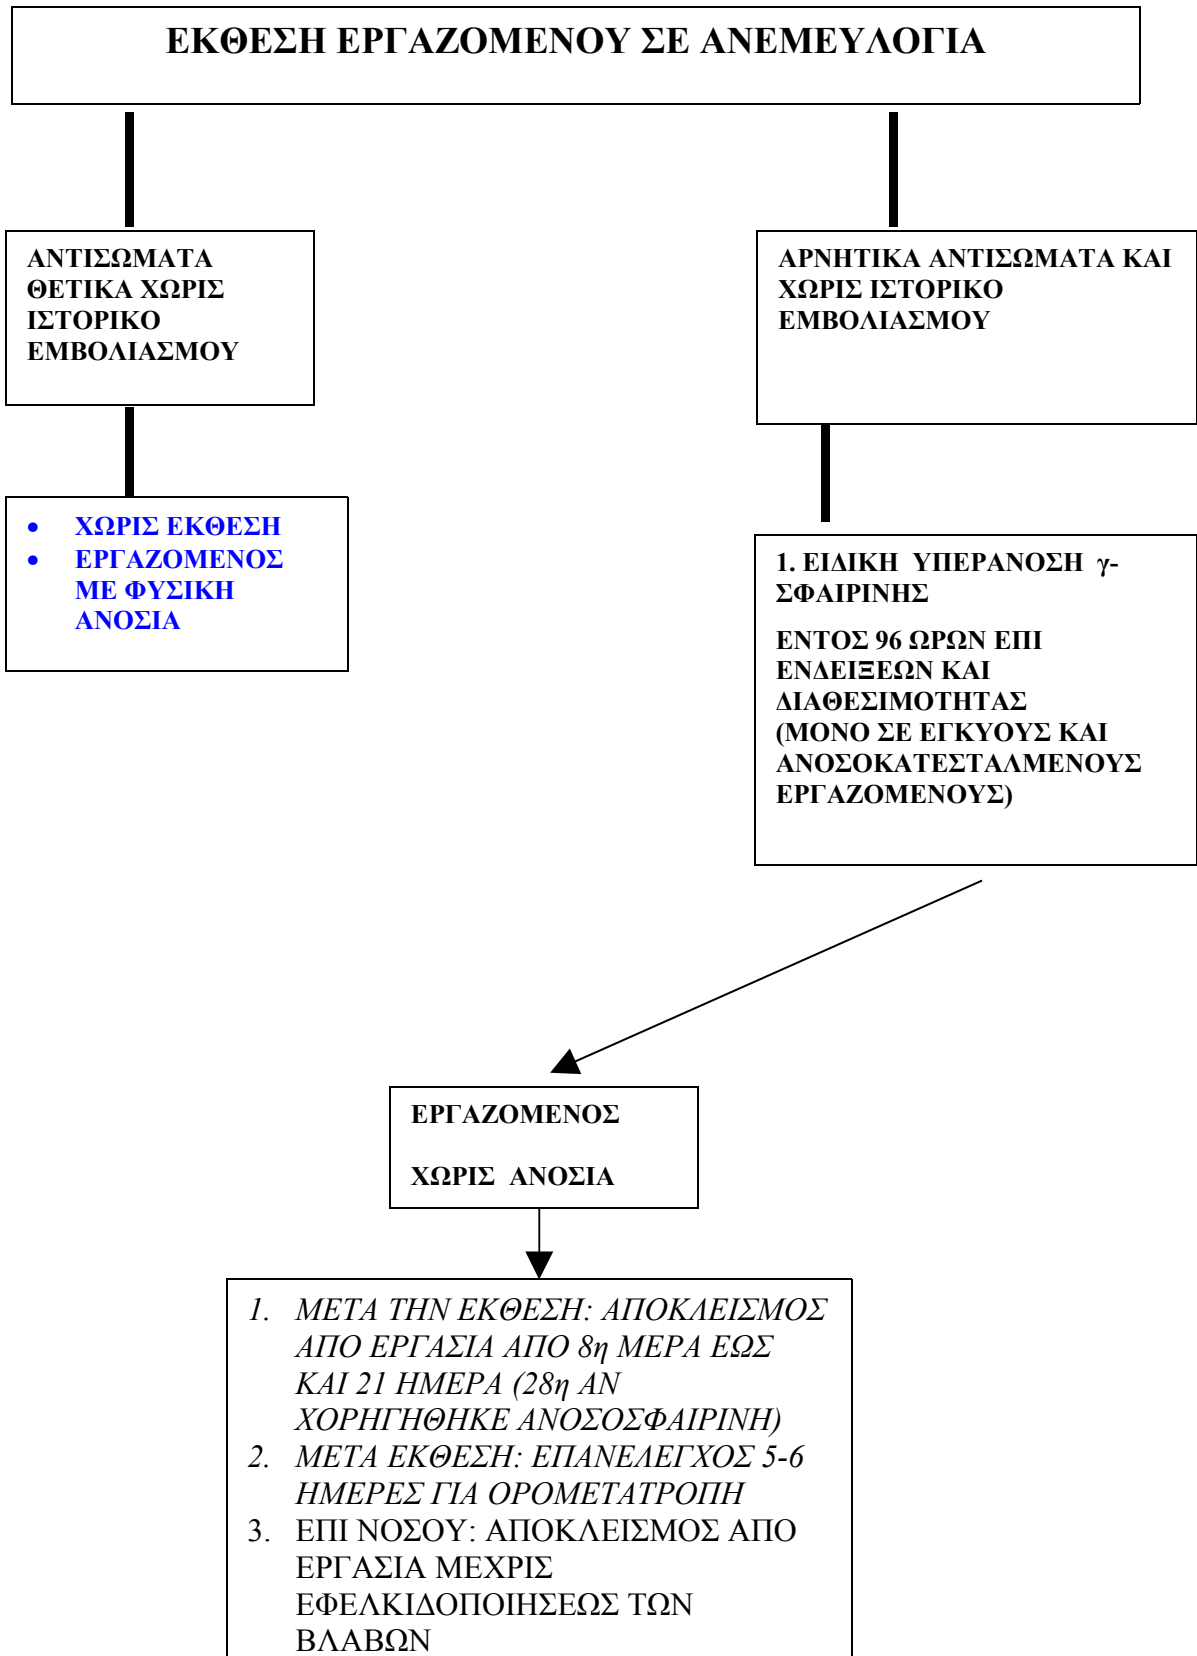 ΕΚΘΕΣΗ ΕΡΓΑΖΟΜΕΝΟΥ ΣΕ ΑΝΕΜΕΥΛΟΓΙΑ
ΑΝΤΙΣΩΜΑΤΑ
ΘΕΤΙΚΑ ΧΩΡΙΣ
ΙΣΤΟΡΙΚΟ
ΕΜΒΟΛΙΑΣΜΟΥ
ΑΡΝΗΤΙΚΑ ΑΝΤΙΣΩΜΑΤΑ ΚΑΙ
ΧΩΡΙΣ ΙΣΤΟΡΙΚΟ
ΕΜΒΟΛΙΑΣΜΟΥ
• ΧΩΡΙΣ ΕΚΘΕΣΗ
• ΕΡΓΑΖΟΜΕΝΟΣ
ΜΕ ΦΥΣΙΚΗ
ΑΝΟΣΙΑ
1. ΕΙΔΙΚΗ ΥΠΕΡΑΝΟΣΗ γ-
ΣΦΑΙΡΙΝΗΣ
ΕΝΤΟΣ 96 ΩΡΩΝ ΕΠΙ
ΕΝΔΕΙΞΕΩΝ ΚΑΙ
ΔΙΑΘΕΣΙΜΟΤΗΤΑΣ
(ΜΟΝΟ ΣΕ ΕΓΚΥΟΥΣ ΚΑΙ
ΑΝΟΣΟΚΑΤΕΣΤΑΛΜΕΝΟΥΣ
ΕΡΓΑΖΟΜΕΝΟΥΣ)
ΕΡΓΑΖΟΜΕΝΟΣ
ΧΩΡΙΣ ΑΝΟΣΙΑ
1. ΜΕΤΑ ΤΗΝ ΕΚΘΕΣΗ: ΑΠΟΚΛΕΙΣΜΟΣ
ΑΠΟ ΕΡΓΑΣΙΑ ΑΠΟ 8η ΜΕΡΑ ΕΩΣ
ΚΑΙ 21 ΗΜΕΡΑ (28η ΑΝ
ΧΟΡΗΓΗΘΗΚΕ ΑΝΟΣΟΣΦΑΙΡΙΝΗ)
2. ΜΕΤΑ ΕΚΘΕΣΗ: ΕΠΑΝΕΛΕΓΧΟΣ 5-6
ΗΜΕΡΕΣ ΓΙΑ ΟΡΟΜΕΤΑΤΡΟΠΗ
3. ΕΠΙ ΝΟΣΟΥ: ΑΠΟΚΛΕΙΣΜΟΣ ΑΠΟ
ΕΡΓΑΣΙΑ ΜΕΧΡΙΣ
ΕΦΕΛΚΙΔΟΠΟΙΗΣΕΩΣ ΤΩΝ
ΒΛΑΒΩΝ